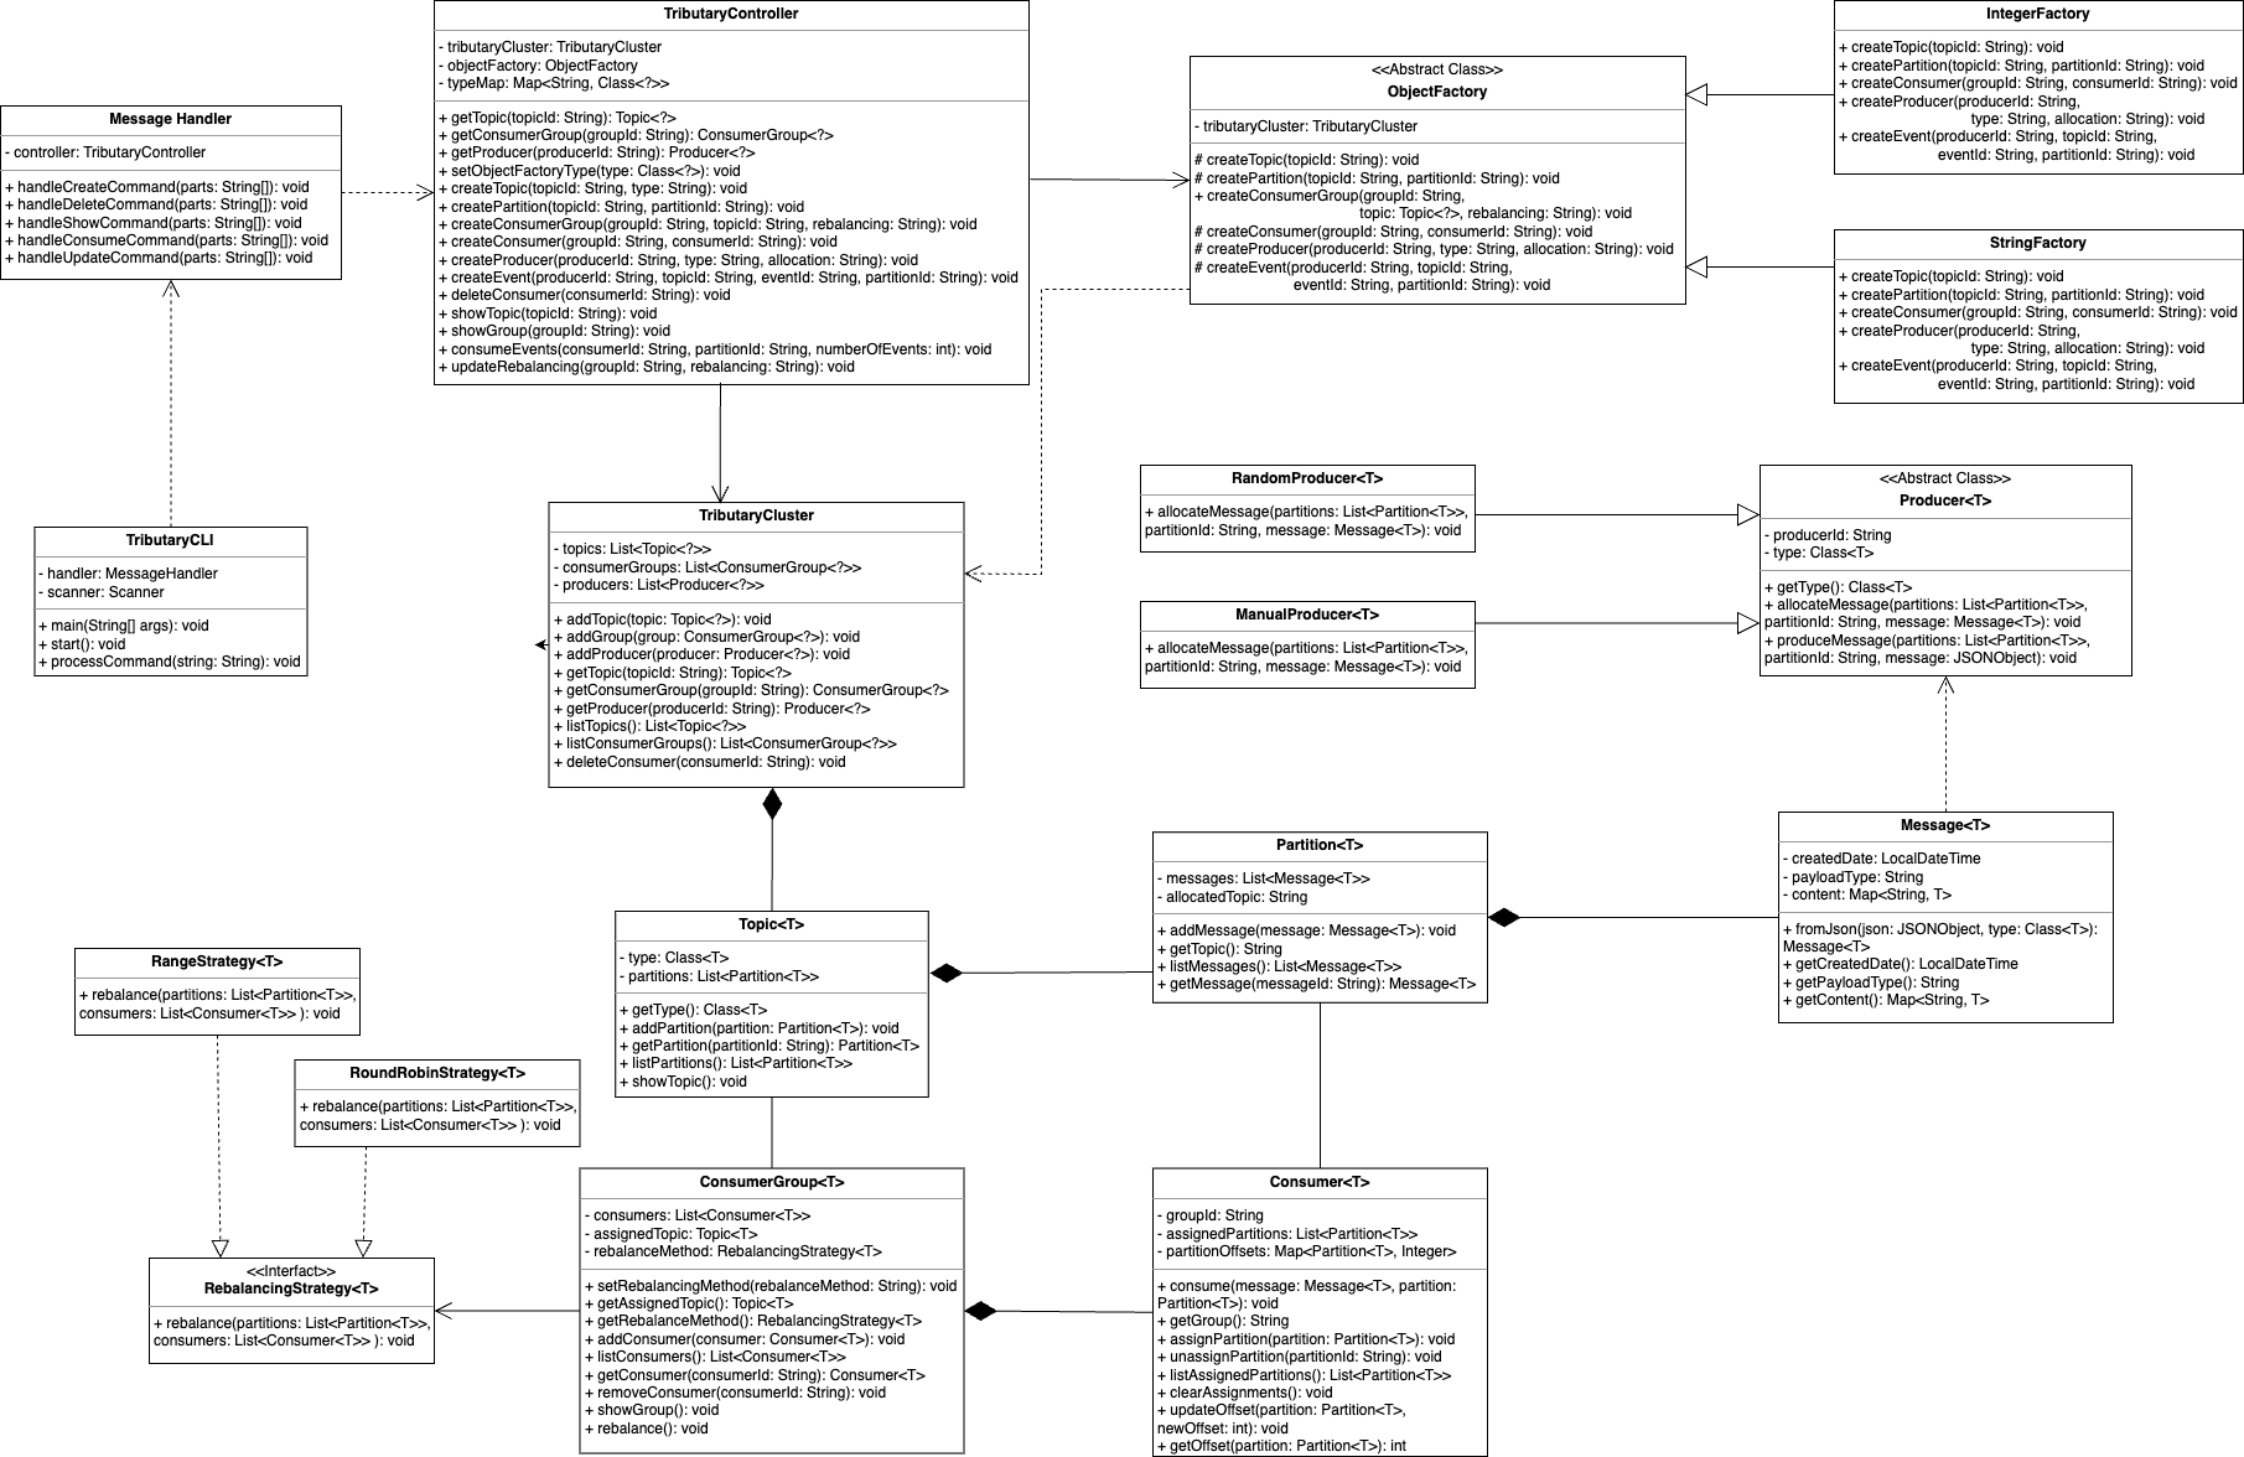 TributaryController
- tributaryCluster: TributaryCluster
- objectFactory: ObjectFactory
- typeMap: Map<String, Class<?>>
+ getTopic(topicId: String): Topic<?>
+ getConsumerGroup(groupId: String): ConsumerGroup<?>
+ getProducer(producerId: String): Producer<?>
+ setObjectFactoryType(type: Class<?>): void
+ createTopic(topicId: String, type: String): void
+ createPartition(topicId: String, partitionId: String): void
+ createConsumerGroup(groupId: String, topicId: String, rebalancing: String): void
+ createConsumer(groupId: String, consumerId: String): void
+ createProducer(producerId: String, type: String, allocation: String): void
+ createEvent(producerId: String, topicId: String, eventId: String, partitionId: String): void
+ deleteConsumer(consumerId: String): void
+ showTopic(topicId: String): void
+ showGroup(groupId: String): void
+ consumeEvents(consumerId: String, partitionId: String, numberOfEvents: int): void
+ updateRebalancing(groupId: String, rebalancing: String): void
IntegerFactory
+ createTopic(topicId: String): void
+ createPartition(topicId: String, partitionId: String): void
+ createConsumer(groupId: String, consumerId: String): void
+ createProducer(producerId: String,
type: String, allocation: String): void
+ createEvent(producerId: String, topicId: String,
eventId: String, partitionId: String): void
<<Abstract Class>>
ObjectFactory
- tributaryCluster: TributaryCluster
# createTopic(topicId: String): void
# createPartition(topicId: String, partitionId: String): void
+ createConsumerGroup(groupId: String,
topic: Topic<?>, rebalancing: String): void
# createConsumer(groupId: String, consumerId: String): void
# createProducer(producerId: String, type: String, allocation: String): void
# createEvent(producerId: String, topicId: String,
eventId: String, partitionId: String): void
Message Handler
- controller: TributaryController
+ handleCreateCommand(parts: String[]): void
+ handleDeleteCommand(parts: String[]): void
+ handleShowCommand(parts: String[]): void
+ handleConsumeCommand(parts: String[]): void
+ handleUpdateCommand(parts: String[]): void
StringFactory
+ createTopic(topicId: String): void
+ createPartition(topicId: String, partitionId: String): void
+ createConsumer(groupId: String, consumerId: String): void
+ createProducer(producerId: String,
type: String, allocation: String): void
+ createEvent(producerId: String, topicId: String,
eventId: String, partitionId: String): void
RandomProducer<T>
+ allocateMessage(partitions: List<Partition<T>>,
partitionId: String, message: Message<T>): void
<<Abstract Class>>
Producer<T>
- producerId: String
- type: Class<T>
+ getType(): Class<T>
+ allocateMessage(partitions: List<Partition<T>>,
partitionId: String, message: Message<T>): void
+ produceMessage(partitions: List<Partition<T>>,
partitionId: String, message: JSONObject): void
TributaryCluster
- topics: List<Topic<?>>
- consumerGroups: List<ConsumerGroup<?>>
- producers: List<Producer<?>>
+ addTopic(topic: Topic<?>): void
+ addGroup(group: ConsumerGroup<?>): void
+ addProducer(producer: Producer<?>): void
+ getTopic(topicId: String): Topic<?>
+ getConsumerGroup(groupId: String): ConsumerGroup<?>
+ getProducer(producerId: String): Producer<?>
+ listTopics(): List<Topic<?>>
+ listConsumerGroups(): List<ConsumerGroup<?>>
+ deleteConsumer(consumerId: String): void
TributaryCLI
- handler: MessageHandler
- scanner: Scanner
+ main(String[] args): void
+ start(): void
+ processCommand(string: String): void
ManualProducer<T>
+ allocateMessage(partitions: List<Partition<T>>,
partitionId: String, message: Message<T>): void
Message<T>
- createdDate: LocalDateTime
- payloadType: String
- content: Map<String, T>
+ fromJson(json: JSONObject, type: Class<T>):
Message<T>
+ getCreatedDate(): LocalDateTime
+ getPayloadType(): String
+ getContent(): Map<String, T>
Partition<T>
- messages: List<Message<T>>
- allocatedTopic: String
+ addMessage(message: Message<T>): void
+ getTopic(): String
+ listMessages(): List<Message<T>>
+ getMessage(messageId: String): Message<T>
Topic<T>
- type: Class<T>
- partitions: List<Partition<T>>
+ getType(): Class<T>
+ addPartition(partition: Partition<T>): void
+ getPartition(partitionId: String): Partition<T>
+ listPartitions(): List<Partition<T>>
+ showTopic(): void
RangeStrategy<T>
+ rebalance(partitions: List<Partition<T>>,
consumers: List<Consumer<T>> ): void
RoundRobinStrategy<T>
+ rebalance(partitions: List<Partition<T>>,
consumers: List<Consumer<T>> ): void
<<Interfact>>
RebalancingStrategy<T>
+ rebalance(partitions: List<Partition<T>>,
consumers: List<Consumer<T>> ): void
ConsumerGroup<T>
- consumers: List<Consumer<T>>
- assignedTopic: Topic<T>
- rebalanceMethod: RebalancingStrategy<T>
+ setRebalancingMethod(rebalanceMethod: String): void
+ getAssignedTopic(): Topic<T>
+ getRebalanceMethod(): RebalancingStrategy<T>
+ addConsumer(consumer: Consumer<T>): void
+ listConsumers(): List<Consumer<T>>
+ getConsumer(consumerId: String): Consumer<T>
+ removeConsumer(consumerId: String): void
+ showGroup(): void
+ rebalance(): void
Consumer<T>
- groupId: String
- assignedPartitions: List<Partition<T>>
- partitionOffsets: Map<Partition<T>, Integer>
+ consume(message: Message<T>, partition:
Partition<T>): void
+ getGroup(): String
+ assignPartition(partition: Partition<T>): void
+ unassignPartition(partitionId: String): void
+ listAssignedPartitions(): List<Partition<T>>
+ clearAssignments(): void
+ updateOffset(partition: Partition<T>,
newOffset: int): void
+ getOffset(partition: Partition<T>): int